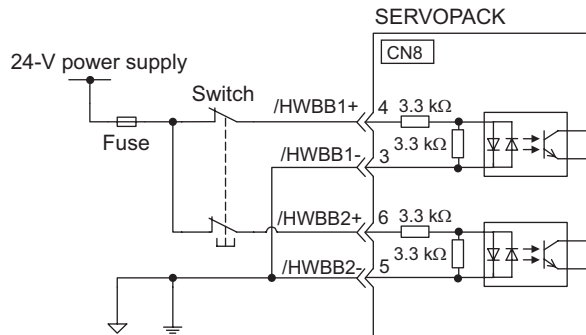 SERVOPACK
CN8
24-V power supply
Switch
Fuse
/HWBB1+ 4 3.3 kΩ
3.3 kΩ
/HWBB1- 3
/HWBB2+ 6 3.3 kΩ
3.3 kΩ
/HWBB2- 5